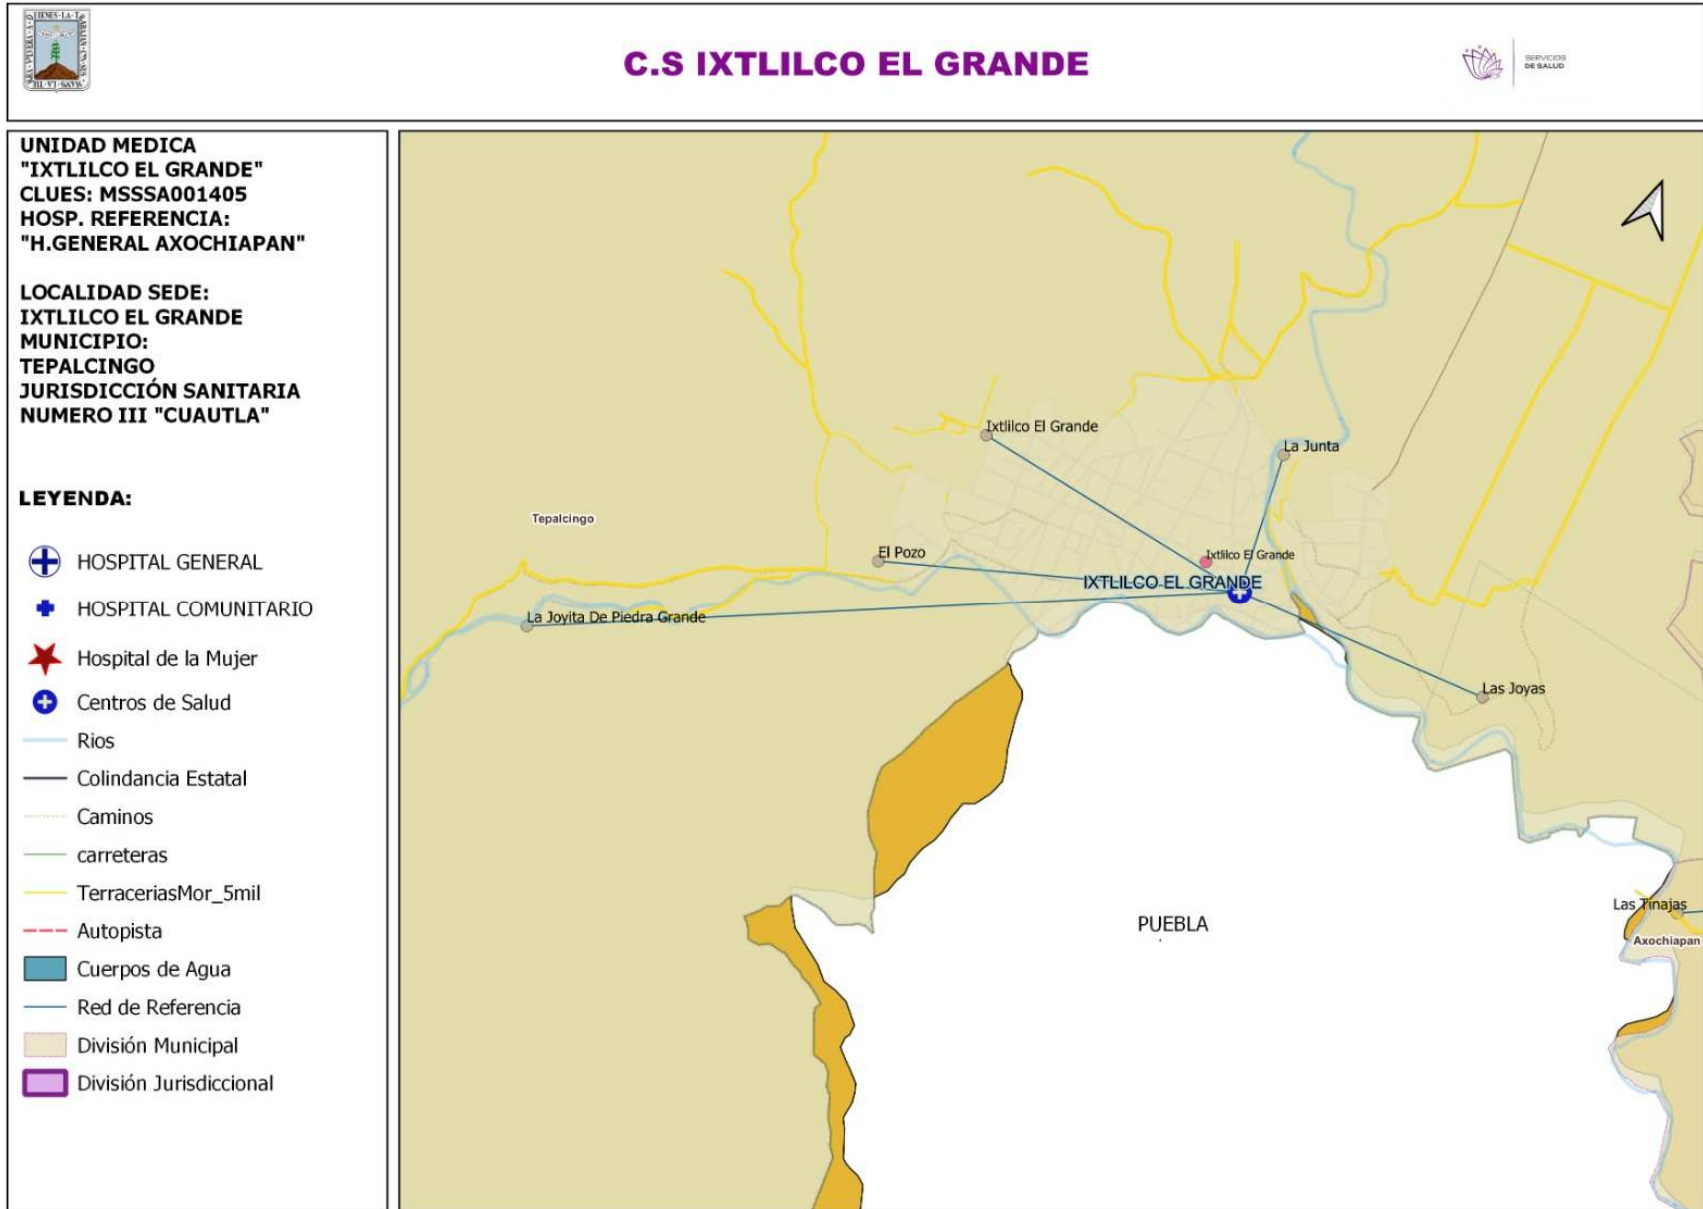 C.S IXTLILCO EL GRANDE
SERVICIOS
DE SALUD
UNIDAD MEDICA
"IXTLILCO EL GRANDE"
CLUES: MSSSA001405
HOSP. REFERENCIA:
"H.GENERAL AXOCHIAPAN"
LOCALIDAD SEDE:
IXTLILCO EL GRANDE
MUNICIPIO:
TEPALCINGO
JURISDICCIÓN SANITARIA
NUMERO III "CUAUTLA"
LEYENDA:
HOSPITAL GENERAL
HOSPITAL COMUNITARIO
Hospital de la Mujer
Centros de Salud
Rios
Colindancia Estatal
Caminos
carreteras
TerraceriasMor_5mil
Autopista
Cuerpos de Agua
Red de Referencia
División Municipal
División Jurisdiccional
Ixtlilco El Grande
La Junta
Tepalcingo
El Pozo
Ixtlilco El Grande
IXTLILCO EL GRANDE
La Joyita De Piedra Grande
Las Joyas
Las Tinajas
PUEBLA
Axochiapan